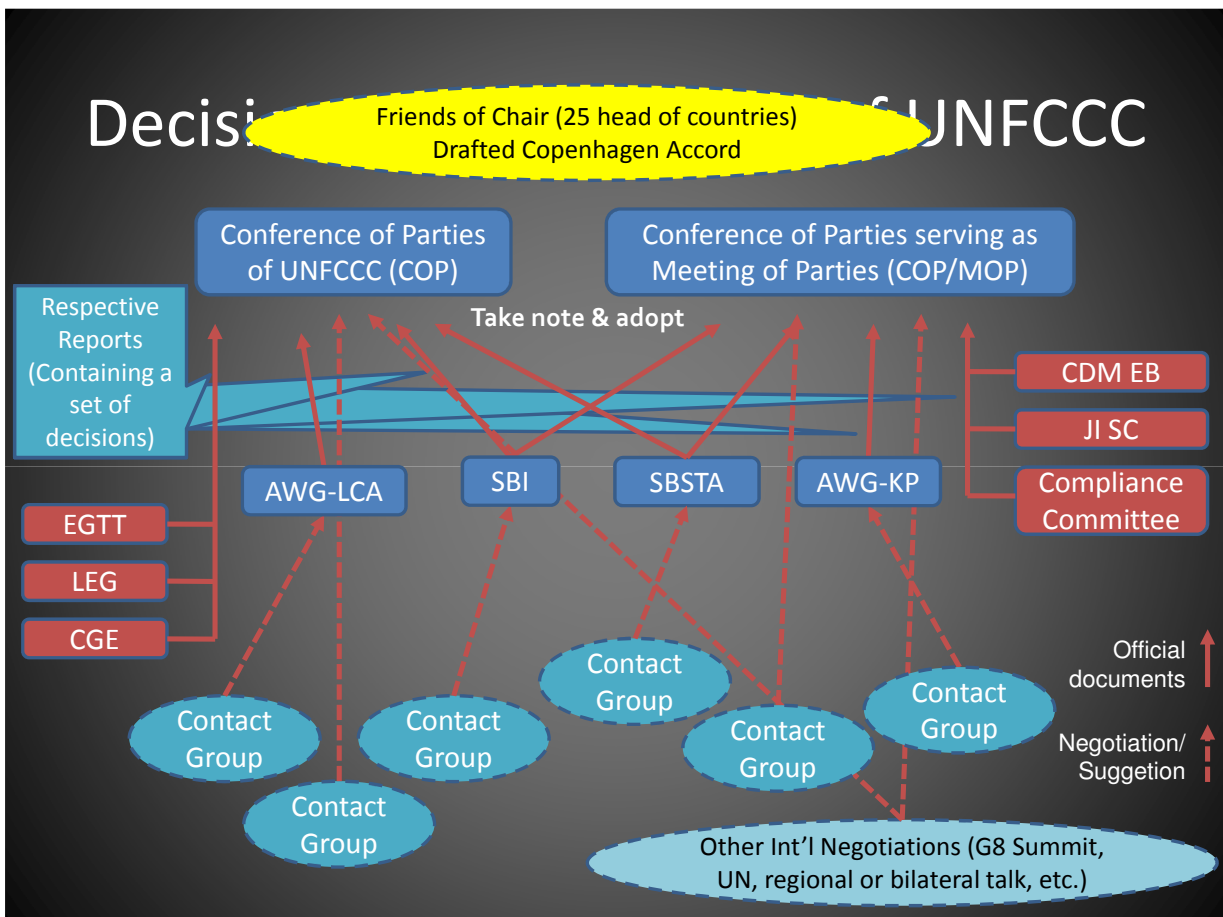 Decisi
UNFCCC
Friends of Chair (25 head of countries)
Drafted Copenhagen Accord
Conference of Parties
of UNFCCC (COP)
Conference of Parties serving as
Meeting of Parties (COP/MOP)
Respective
Reports
(Containing a
set of
decisions)
Take note & adopt
CDM EB
JI SC
Compliance
Committee
AWG-LCA
SBI
SBSTA
AWG-KP
EGTT
LEG
CGE
Official
documents
Negotiation/
Suggetion
Contact
Group
Contact
Group
Contact
Group
Contact
Group
Contact
Group
Contact
Group
Other Int’l Negotiations (G8 Summit,
UN, regional or bilateral talk, etc.)